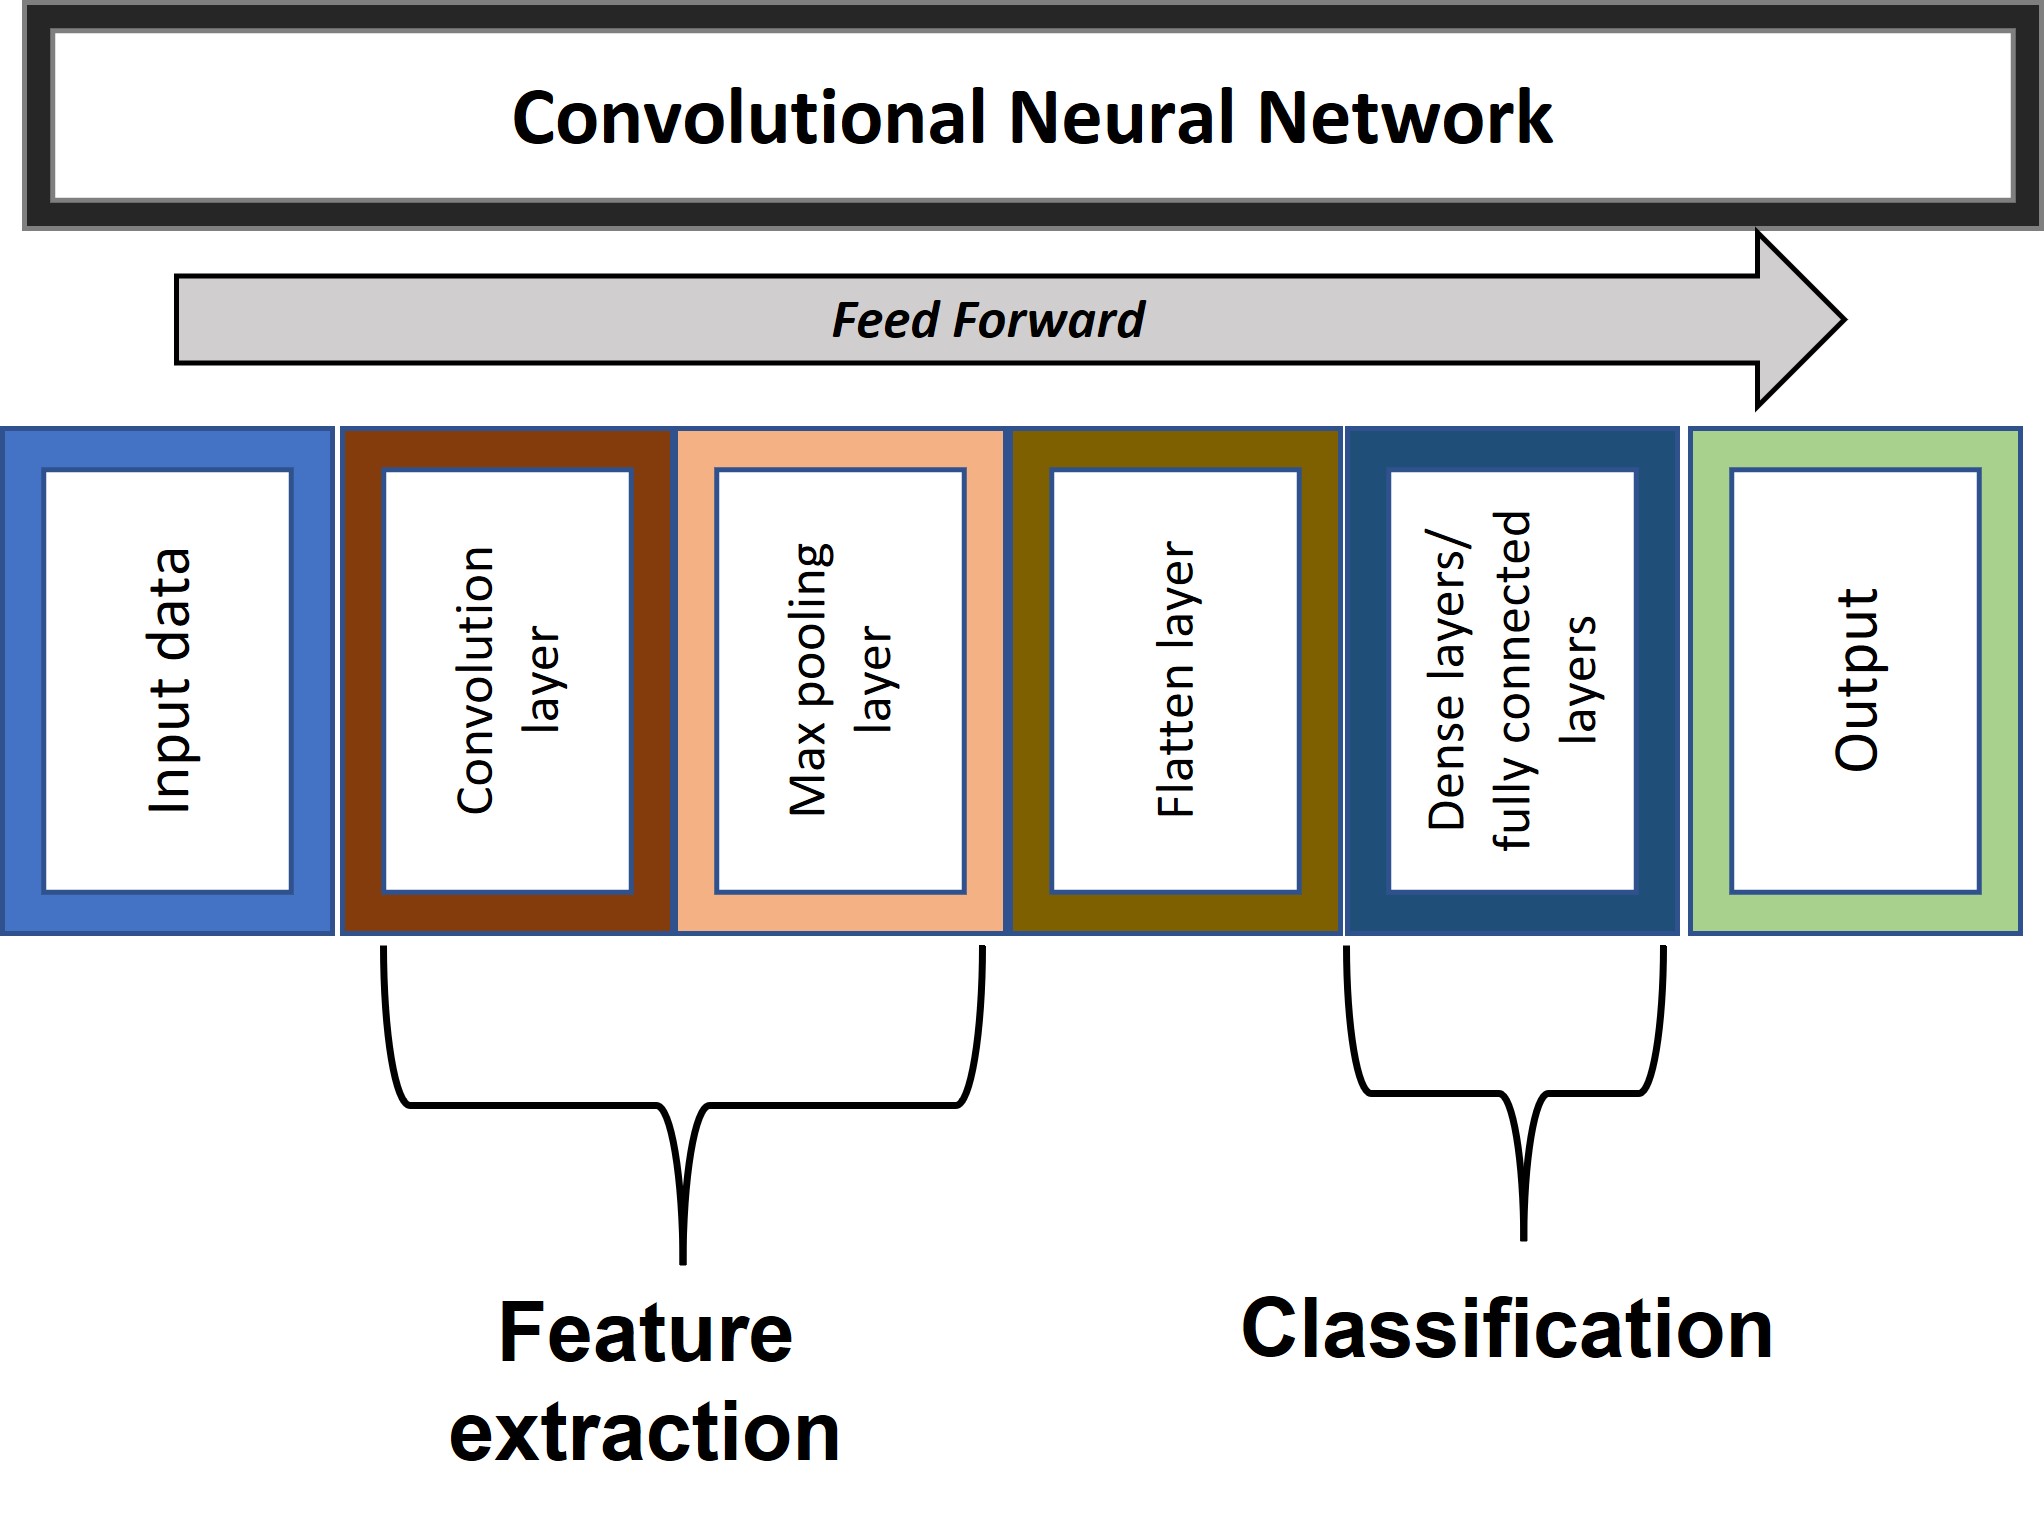 Convolutional Neural Network
Feed Forward
Input data
Convolution
layer
Max pooling
layer
Flatten layer
Dense layers/
fully connected
layers
Output
Feature
extraction
Classification